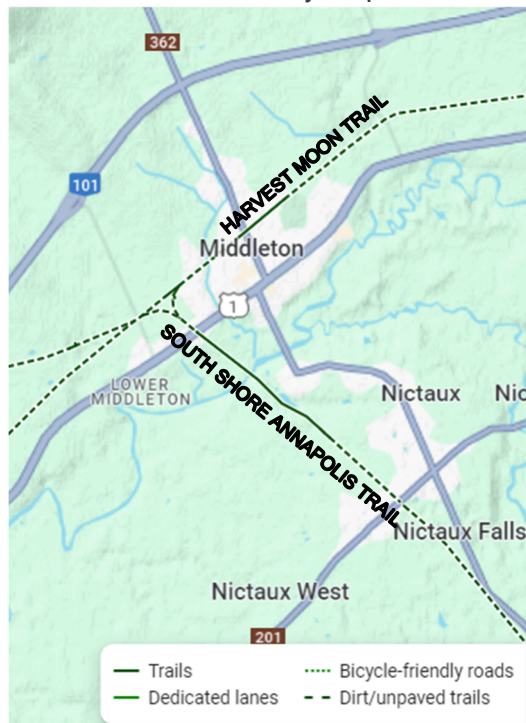 362
HARVEST MOON TRAIL
101
Middleton
1
SOUTH SHORE ANNAPOLIS TRAIL
LOWER
MIDDLETON
Nictaux
Nic
Nictaux Falls
Nictaux West
201
Trails
Bicycle-friendly roads
Dedicated lanes
Dirt/unpaved trails